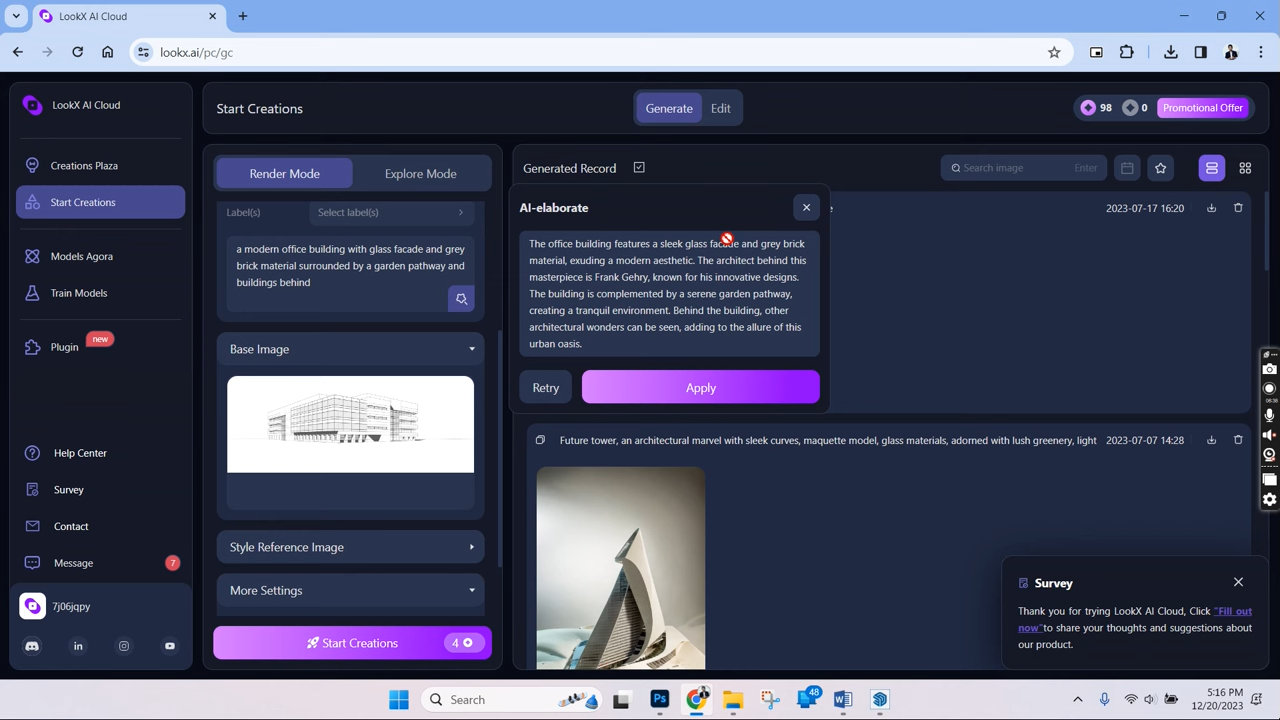 LookX AI Cloud
lookx.ai/pc/gc
LookX AI Cloud
Start Creations
Generate
Edit
98
0
Promotional Offer
Creations Plaza
Start Creations
Models Agora
Train Models
Plugin
new
Help Center
Survey
Contact
Message
7
7j06jqpy
Render Mode
Explore Mode
Label(s)
Select label(s)
a modern office building with glass facade and grey
brick material surrounded by a garden pathway and
buildings behind
Base Image
Style Reference Image
More Settings
Start Creations
4
Generated Record
Search image
Enter
2023-07-17 16:20
AI-elaborate
The office building features a sleek glass facade and grey brick
material, exuding a modern aesthetic. The architect behind this
masterpiece is Frank Gehry, known for his innovative designs.
The building is complemented by a serene garden pathway,
creating a tranquil environment. Behind the building, other
architectural wonders can be seen, adding to the allure of this
urban oasis.
Retry
Apply
Future tower, an architectural marvel with sleek curves, maquette model, glass materials, adorned with lush greenery, light
2023-07-07 14:28
Survey
Thank you for trying LookX AI Cloud, Click "Fill out
now"to share your thoughts and suggestions about
our product.
Search
Ps
48
5:16 PM
12/20/2023